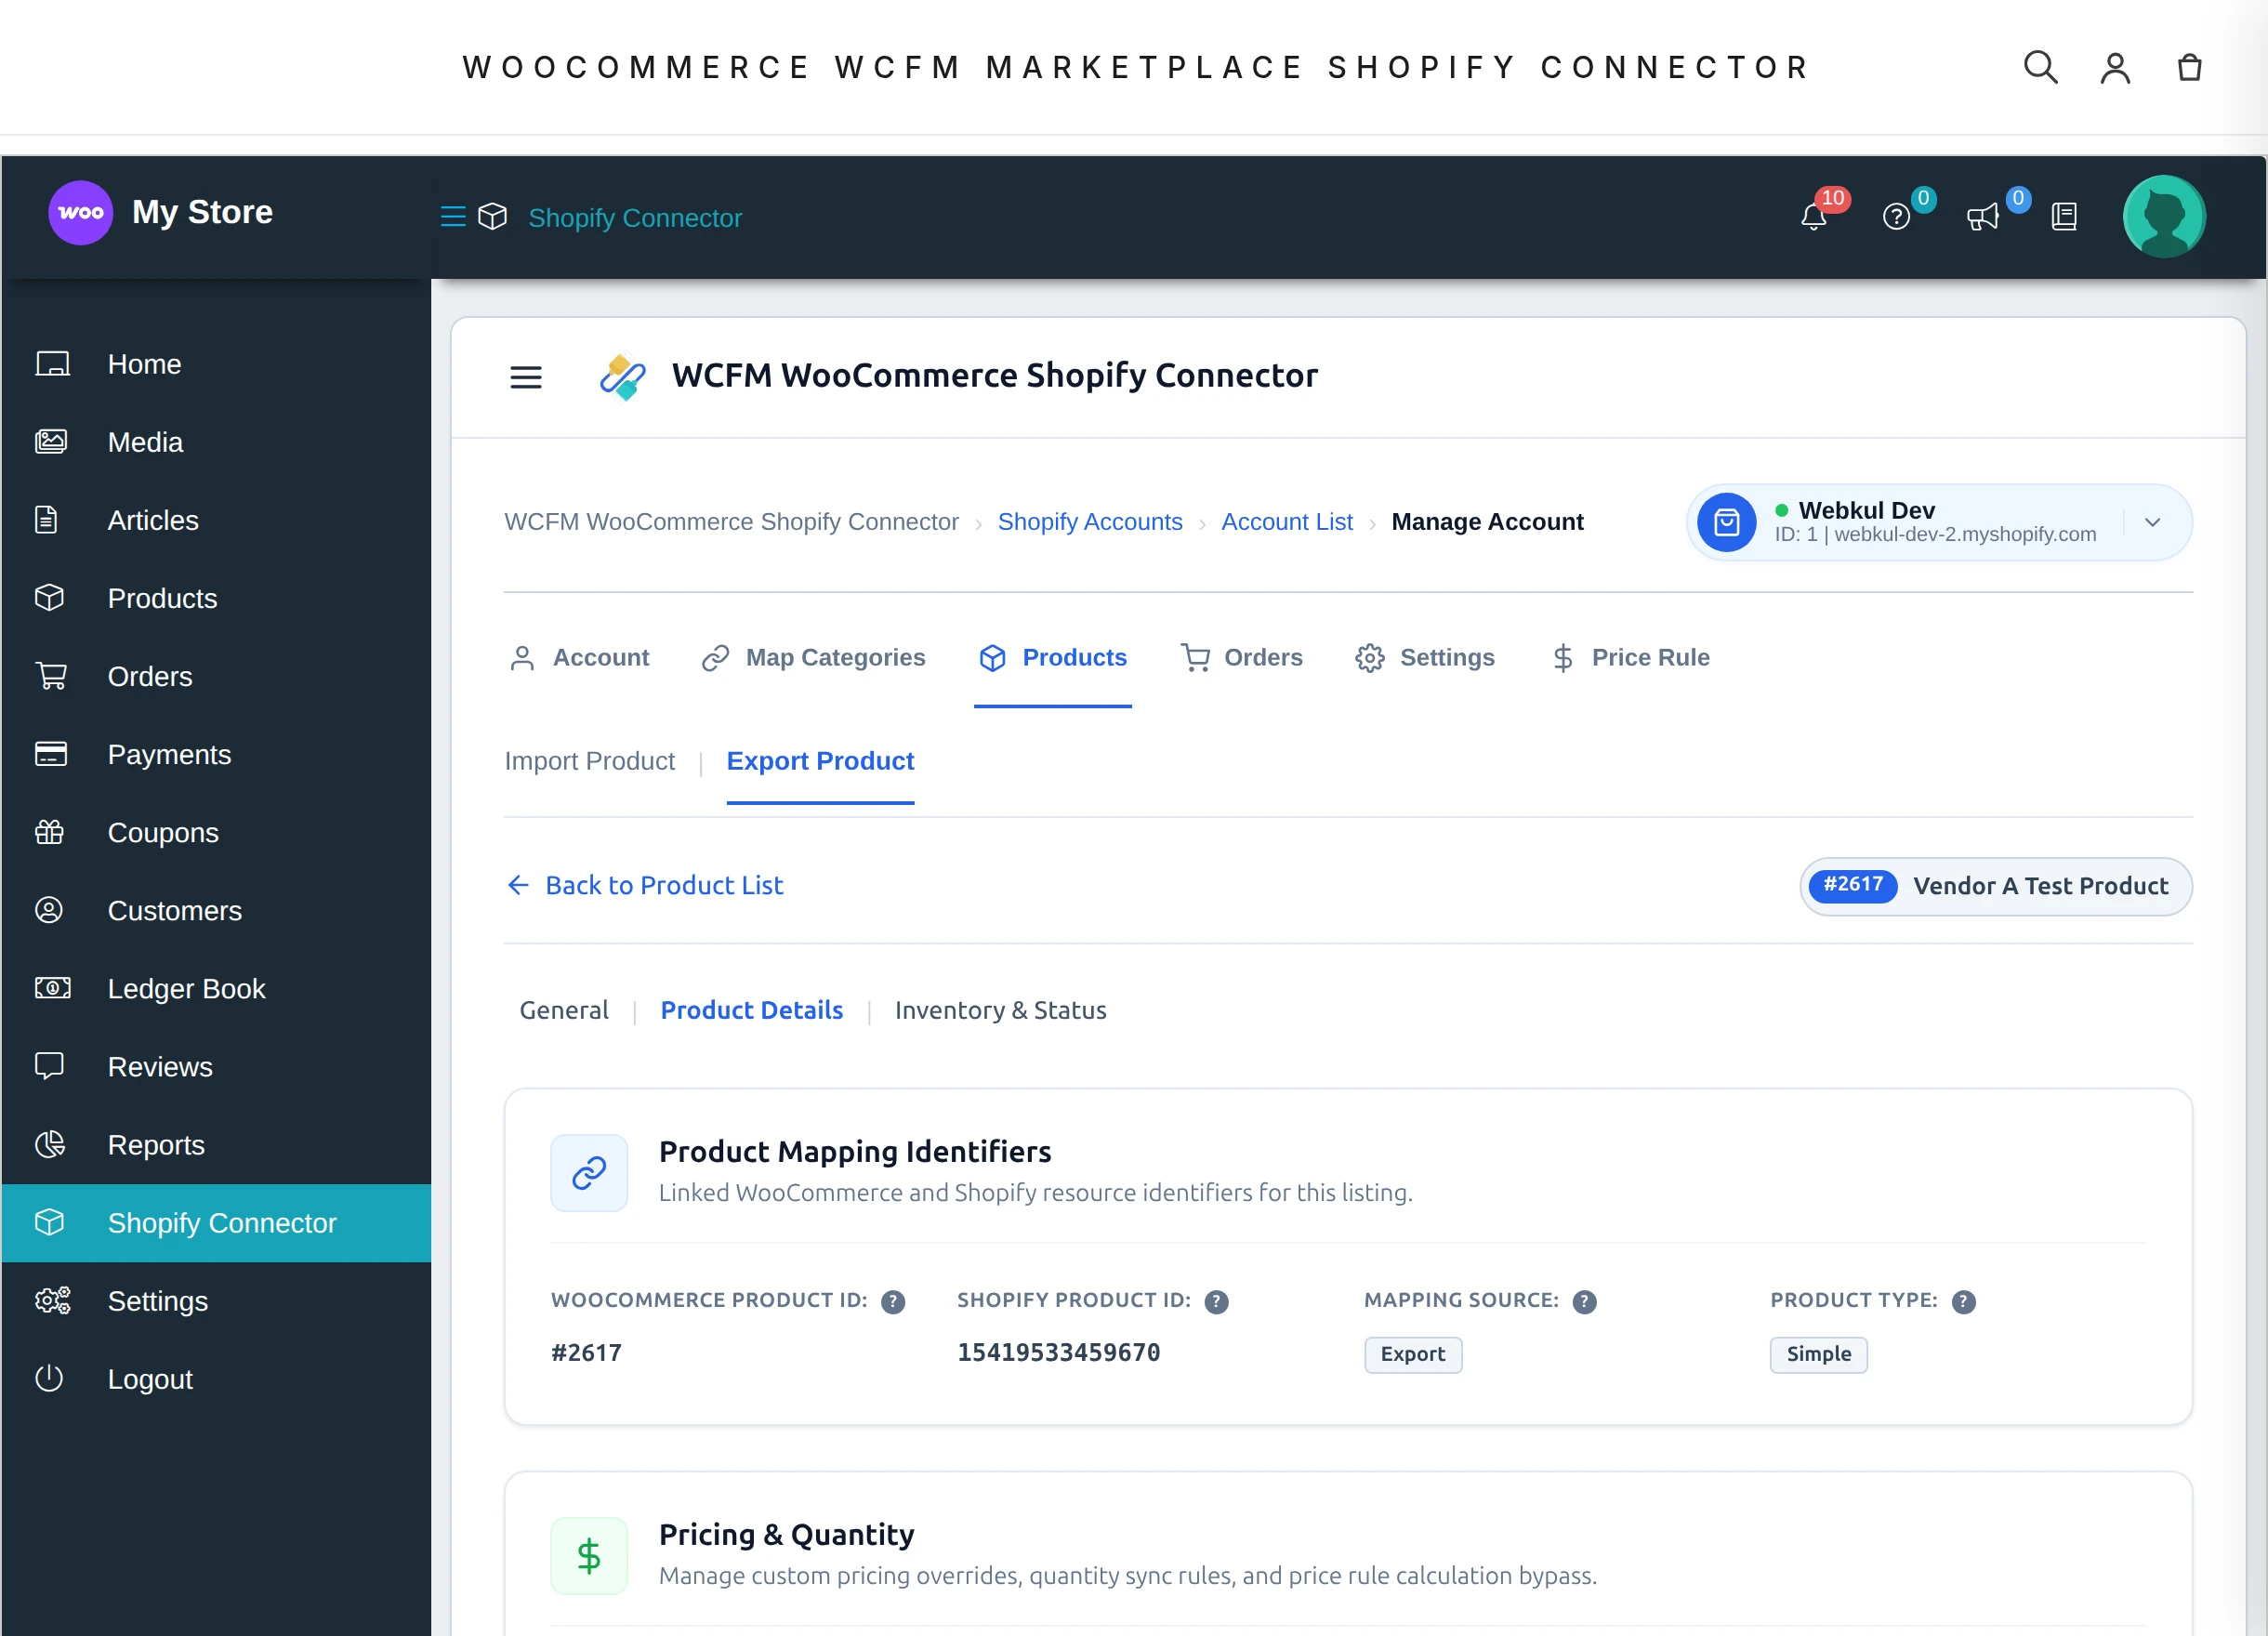 WOOCOMMERCE WCFM MARKETPLACE SHOPIFY CONNECTOR
woo My Store
Shopify Connector
10
0
0
Home
Media
Articles
Products
Orders
Payments
Coupons
Customers
Ledger Book
Reviews
Reports
Shopify Connector
Settings
Logout
WCFM WooCommerce Shopify Connector
WCFM WooCommerce Shopify Connector › Shopify Accounts › Account List › Manage Account
Webkul Dev
ID: 1 | webkul-dev-2.myshopify.com
Account Map Categories Products Orders Settings Price Rule
Import Product | Export Product
← Back to Product List
#2617 Vendor A Test Product
General | Product Details | Inventory & Status
Product Mapping Identifiers
Linked WooCommerce and Shopify resource identifiers for this listing.
WOOCOMMERCE PRODUCT ID: ? SHOPIFY PRODUCT ID: ? MAPPING SOURCE: ? PRODUCT TYPE: ?
#2617 15419533459670 Export Simple
$ Pricing & Quantity
Manage custom pricing overrides, quantity sync rules, and price rule calculation bypass.